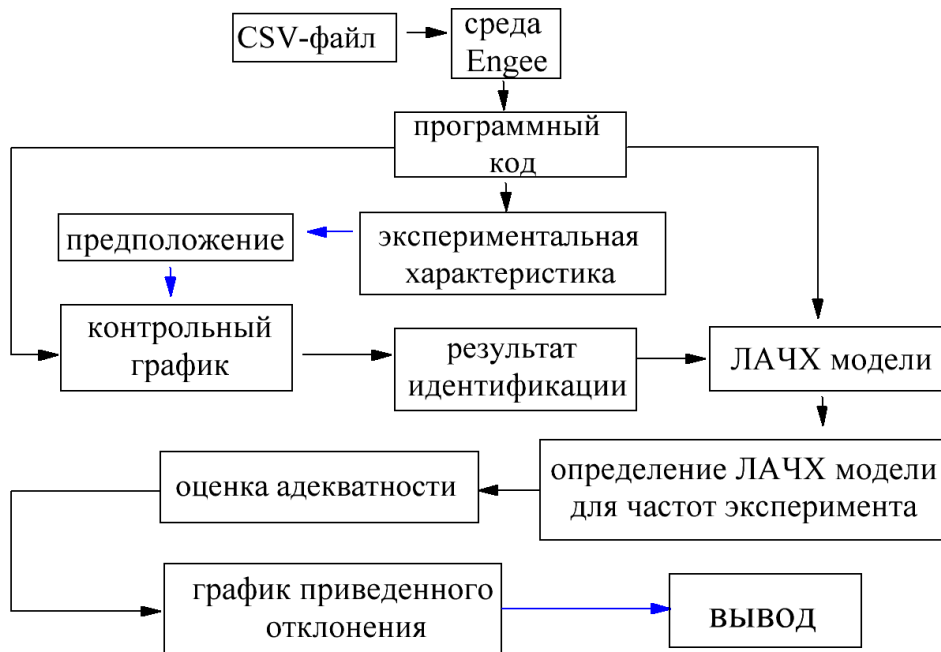 CSV-файл
среда
Engee
программный
код
предположение
экспериментальная
характеристика
контрольный
график
результат
идентификации
ЛАЧХ модели
оценка адекватности
определение ЛАЧХ модели
для частот эксперимента
график приведенного
отклонения
вывод